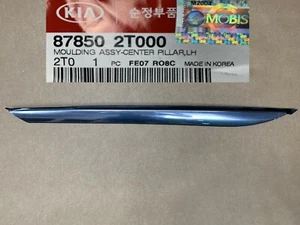 KIA 순정부품
MOBIS
87850 2T000
MOULDING ASSY-CENTER PILLAR,LH
2T0 1 PC FE07 RO8C MADE IN KOREA